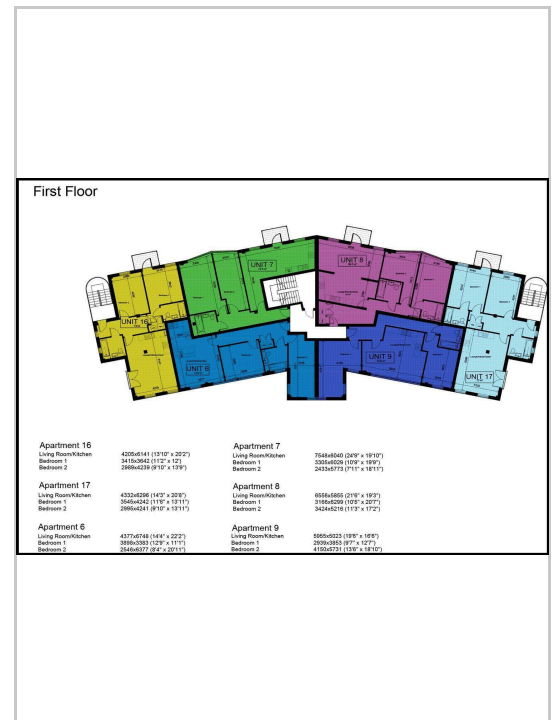 First Floor
UNIT 7
UNIT 8
UNIT 16
UNIT 6
UNIT 9
UNIT 17
Apartment 16
Living Room/Kitchen 4205x6141 (13'10" x 20'2")
Bedroom 1 3415x3642 (11'2" x 12')
Bedroom 2 2989x4239 (9'10" x 13'9")
Apartment 17
Living Room/Kitchen 4332x6296 (14'3" x 20'8")
Bedroom 1 3545x4242 (11'8" x 13'11")
Bedroom 2 2995x4241 (9'10" x 13'11")
Apartment 6
Living Room/Kitchen 4377x6748 (14'4" x 22'2")
Bedroom 1 3898x3383 (12'9" x 11'1")
Bedroom 2 2546x6377 (8'4" x 20'11")
Apartment 7
Living Room/Kitchen 7548x6040 (24'9" x 19'10")
Bedroom 1 3305x6029 (10'9" x 19'9")
Bedroom 2 2433x5773 (7'11" x 18'11")
Apartment 8
Living Room/Kitchen 6556x5855 (21'6" x 19'3")
Bedroom 1 3166x6299 (10'5" x 20'7")
Bedroom 2 3424x5216 (11'3" x 17'2")
Apartment 9
Living Room/Kitchen 5955x5023 (19'6" x 16'6")
Bedroom 1 2939x3853 (9'7" x 12'7")
Bedroom 2 4150x5731 (13'6" x 18'10")